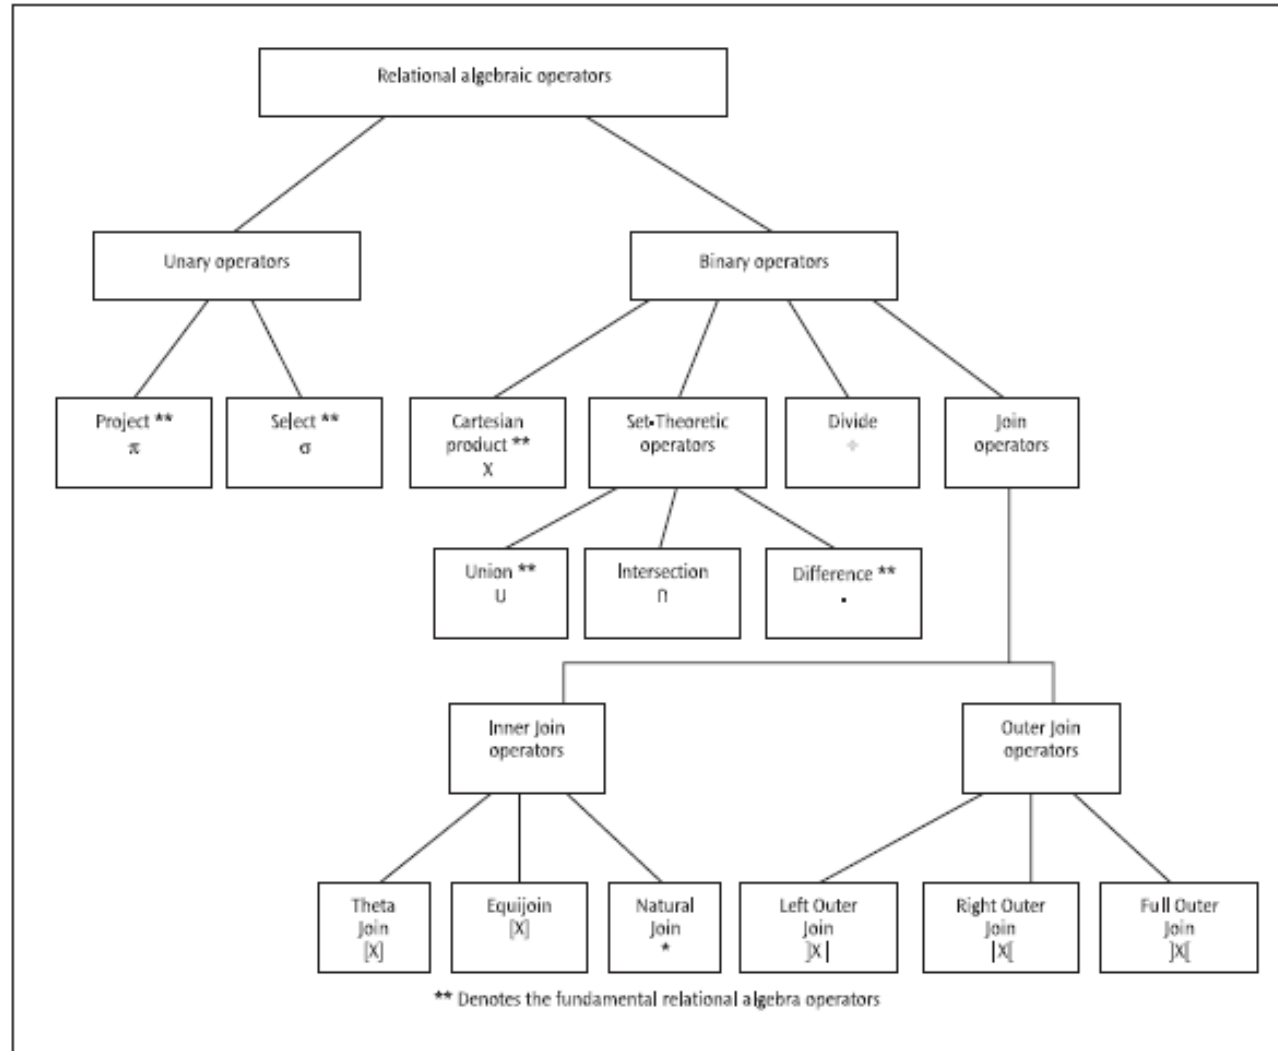 Relational algebraic operators
Unary operators
Binary operators
Project **
π
Select **
σ
Cartesian
product **
X
Set-Theoretic
operators
Divide
÷
Join
operators
Union **
∪
Intersection
∩
Difference **
-
Inner Join
operators
Outer Join
operators
Theta
Join
[X]
Equijoin
[X]
Natural
Join
*
Left Outer
Join
]X|
Right Outer
Join
|X[
Full Outer
Join
]X[
** Denotes the fundamental relational algebra operators